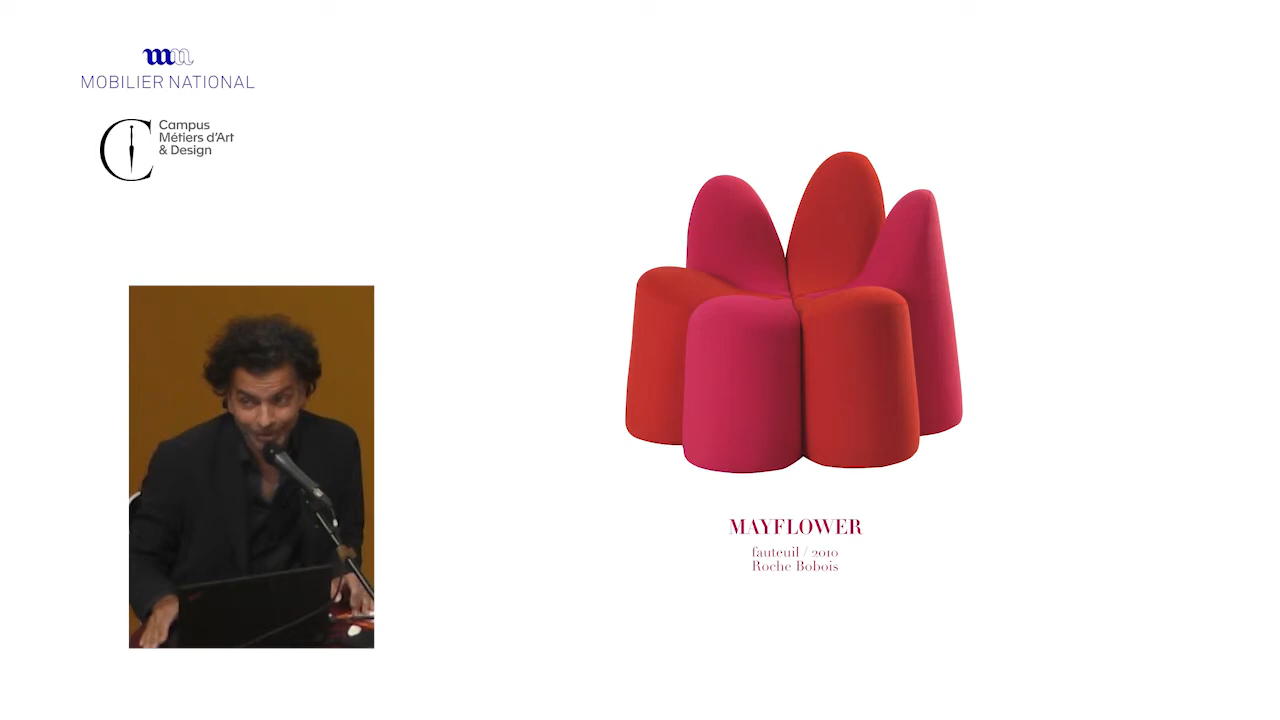 MOBILIER NATIONAL
Campus
Métiers d'Art
& Design
MAYFLOWER
fauteuil / 2010
Roche Bobois